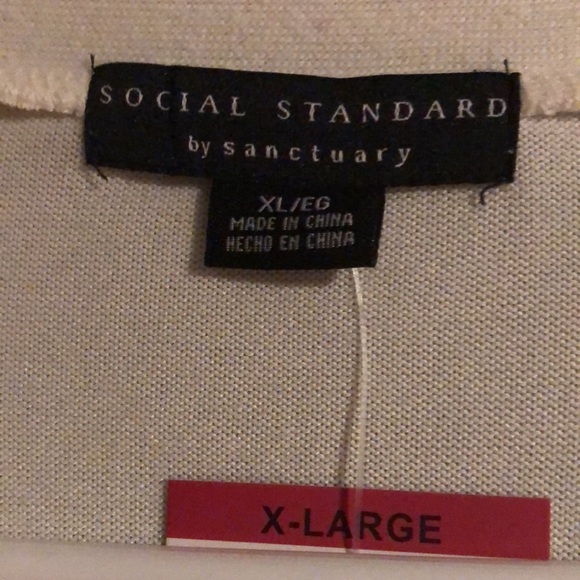 SOCIAL STANDARD
by sanctuary
XL/EG
MADE IN CHINA
HECHO EN CHINA
X-LARGE